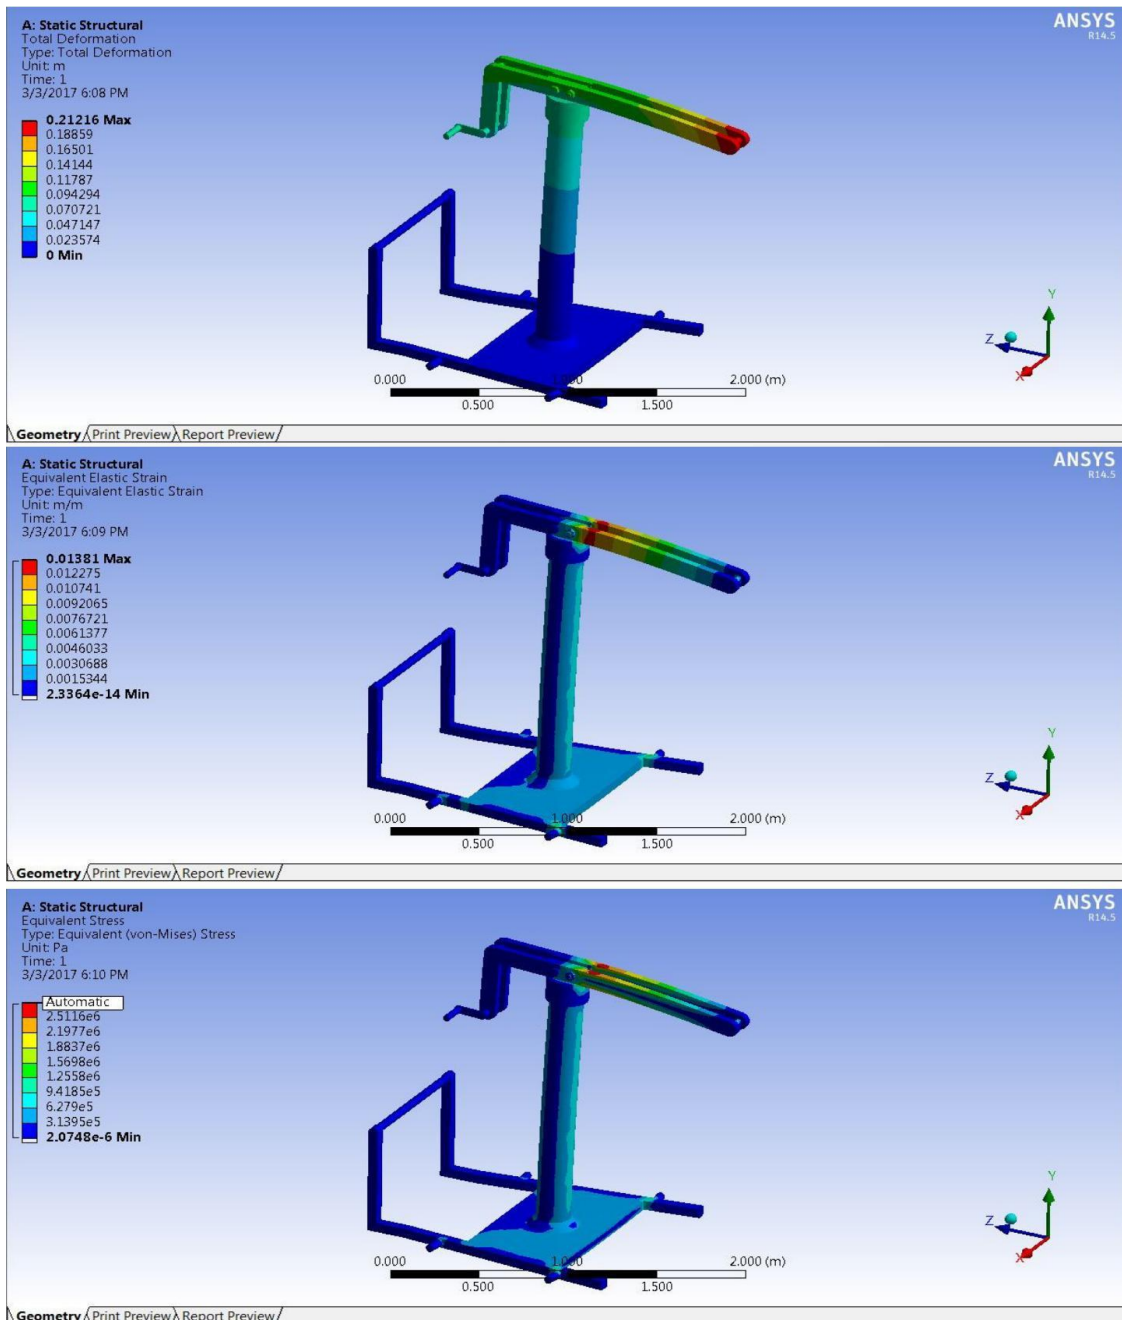 A: Static Structural
Total Deformation
Type: Total Deformation
Unit: m
Time: 1
3/3/2017 6:08 PM
ANSYS
R14.5
0.21216 Max
0.18859
0.16501
0.14144
0.11787
0.094294
0.070721
0.047147
0.023574
0 Min
Y
Z
X
0.000 1.000 2.000 (m)
0.500 1.500
Geometry Print Preview Report Preview
A: Static Structural
Equivalent Elastic Strain
Type: Equivalent Elastic Strain
Unit: m/m
Time: 1
3/3/2017 6:09 PM
ANSYS
R14.5
0.01381 Max
0.012275
0.010741
0.0092065
0.0076721
0.0061377
0.0046033
0.0030688
0.0015344
2.3364e-14 Min
Y
Z
X
0.000 1.000 2.000 (m)
0.500 1.500
Geometry Print Preview Report Preview
A: Static Structural
Equivalent Stress
Type: Equivalent (von-Mises) Stress
Unit: Pa
Time: 1
3/3/2017 6:10 PM
ANSYS
R14.5
Automatic
2.5116e6
2.1977e6
1.8837e6
1.5698e6
1.2558e6
9.4185e5
6.279e5
3.1395e5
2.0748e-6 Min
Y
Z
X
0.000 1.000 2.000 (m)
0.500 1.500
Geometry Print Preview Report Preview